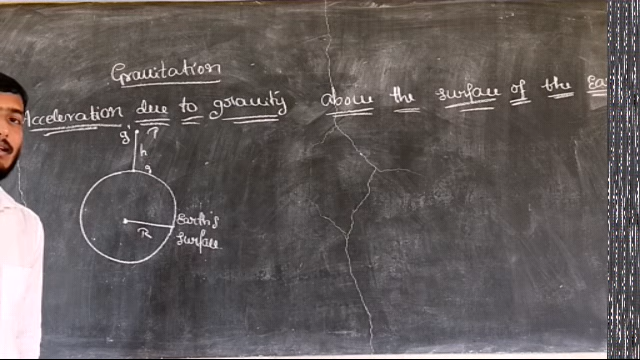 Gravitation
Acceleration due to gravity above the surface of the Ea
g' P
h
g
R
Earth's
surface